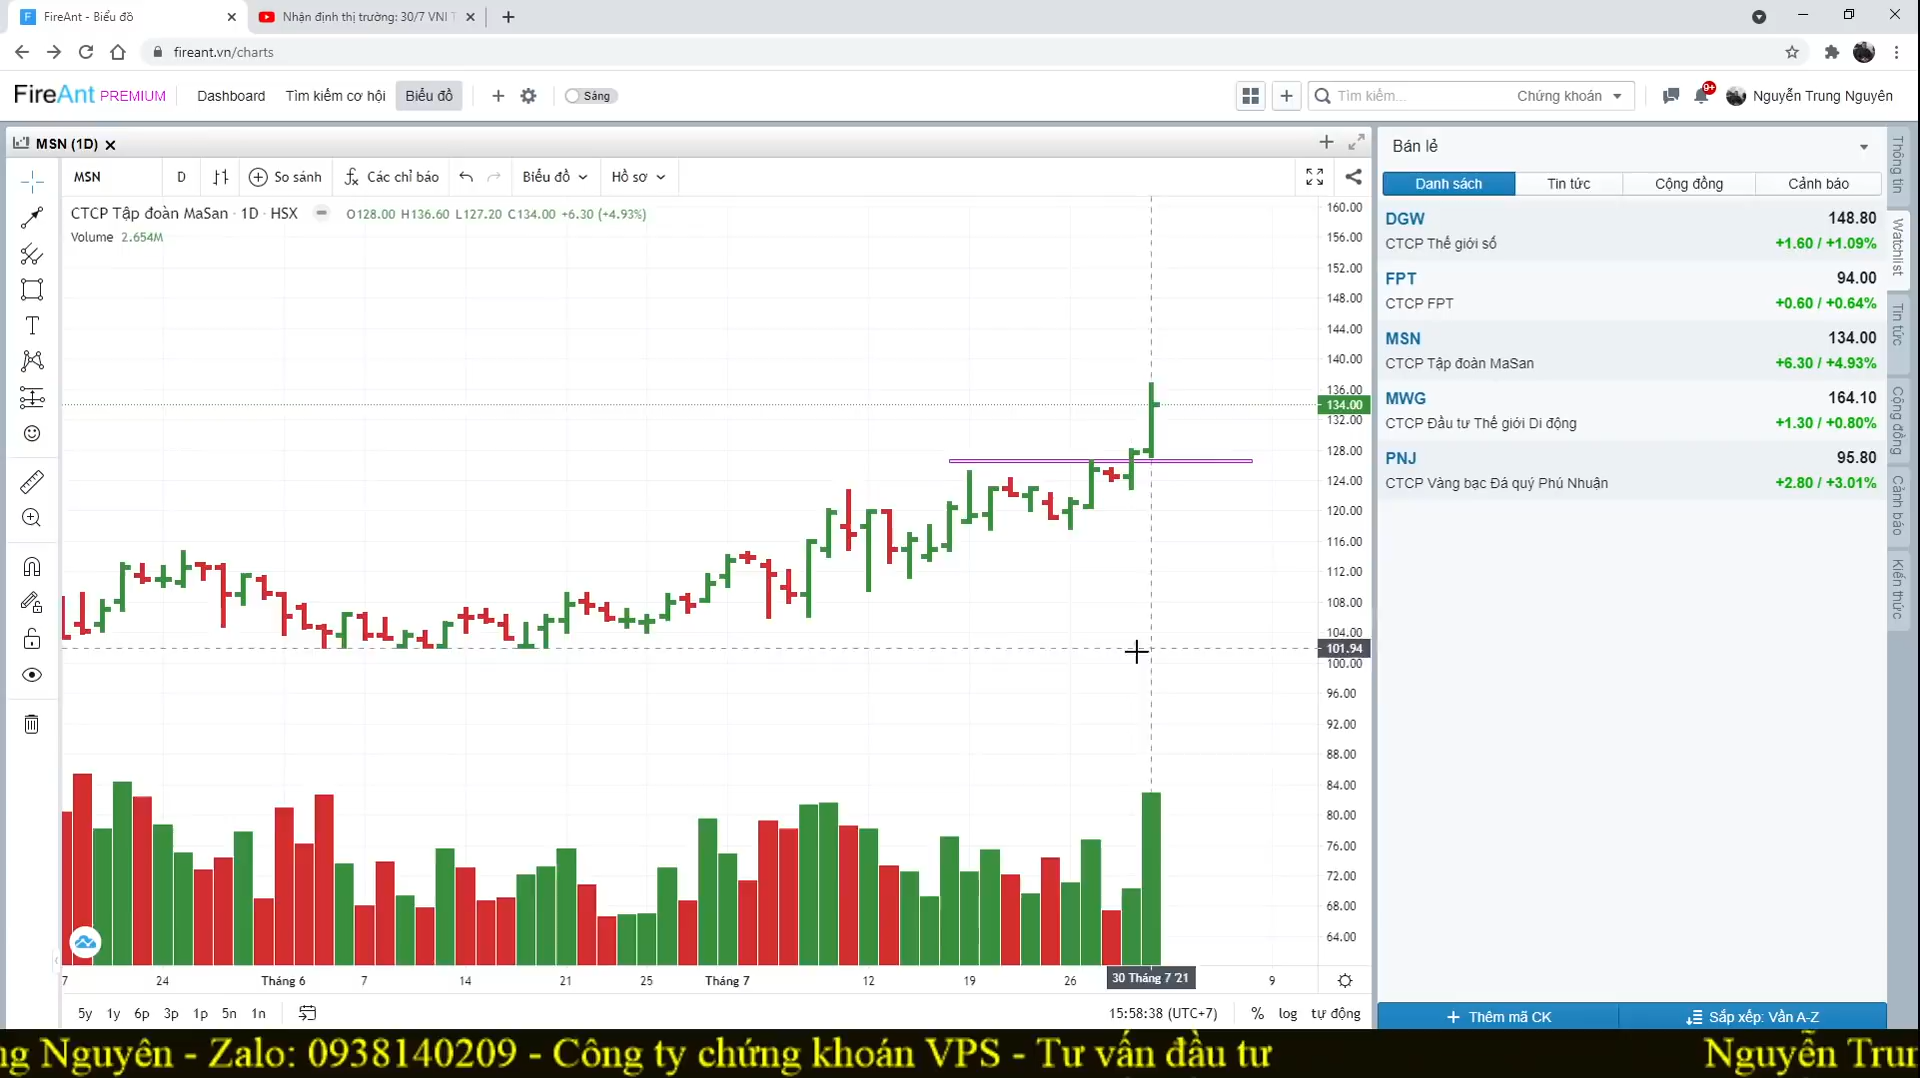 FireAnt - Biểu đồ
Nhận định thị trường: 30/7 VNI T
fireant.vn/charts
FireAnt PREMIUM
Dashboard
Tìm kiếm cơ hội
Biểu đồ
Sáng
Tìm kiếm...
Chứng khoán
9+
Nguyễn Trung Nguyên
MSN (1D)
MSN
D
So sánh
Các chỉ báo
Biểu đồ
Hồ sơ
CTCP Tập đoàn MaSan · 1D · HSX
O128.00 H136.60 L127.20 C134.00 +6.30 (+4.93%)
Volume 2.654M
160.00
156.00
152.00
148.00
144.00
140.00
136.00
134.00
132.00
128.00
124.00
120.00
116.00
112.00
108.00
104.00
101.94
100.00
96.00
92.00
88.00
84.00
80.00
76.00
72.00
68.00
64.00
7 24 Tháng 6 7 14 21 25 Tháng 7 12 19 26 30 Tháng 7 '21 9
5y 1y 6p 3p 1p 5n 1n
15:58:38 (UTC+7)
% log tự động
Bán lẻ
Danh sách
Tin tức
Cộng đồng
Cảnh báo
DGW 148.80
CTCP Thế giới số +1.60 / +1.09%
FPT 94.00
CTCP FPT +0.60 / +0.64%
MSN 134.00
CTCP Tập đoàn MaSan +6.30 / +4.93%
MWG 164.10
CTCP Đầu tư Thế giới Di động +1.30 / +0.80%
PNJ 95.80
CTCP Vàng bạc Đá quý Phú Nhuận +2.80 / +3.01%
Thêm mã CK
Sắp xếp: Vần A-Z
Thông tin
Watchlist
Tin tức
Cộng đồng
Cảnh báo
Kiến thức
ng Nguyên - Zalo: 0938140209 - Công ty chứng khoán VPS - Tư vấn đầu tư
Nguyễn Trun